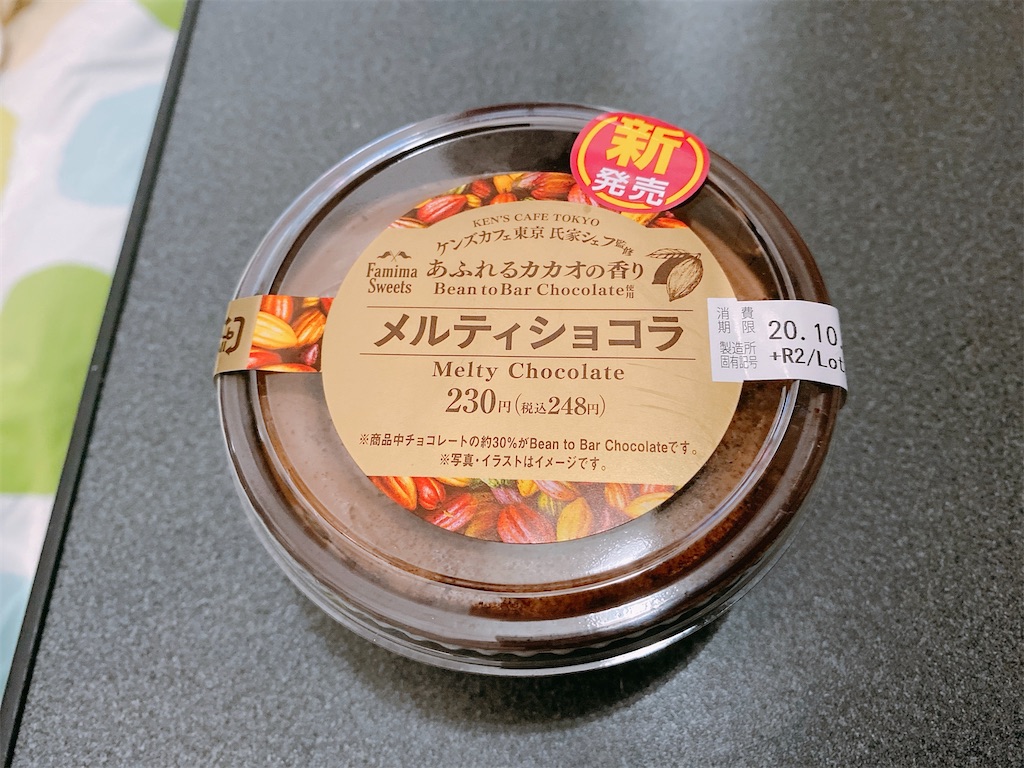 新
発売
KEN'S CAFE TOKYO
ケンズカフェ東京 氏家シェフ監修
Famima
Sweets
あふれるカカオの香り
Bean to Bar Chocolate使用
メルティショコラ
Melty Chocolate
230円(税込248円)
※商品中チョコレートの約30%がBean to Bar Chocolateです。
※写真・イラストはイメージです。
消費
期限
20.10.
製造所
固有記号
+R2/Lot